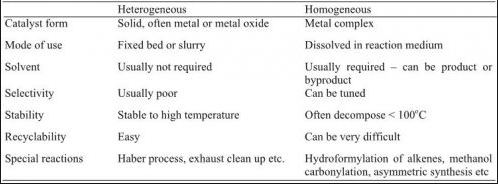 Heterogeneous Homogeneous
Catalyst form Solid, often metal or metal oxide Metal complex
Mode of use Fixed bed or slurry Dissolved in reaction medium
Solvent Usually not required Usually required – can be product or
byproduct
Selectivity Usually poor Can be tuned
Stability Stable to high temperature Often decompose < 100°C
Recyclability Easy Can be very difficult
Special reactions Haber process, exhaust clean up etc. Hydroformylation of alkenes, methanol
carbonylation, asymmetric synthesis etc